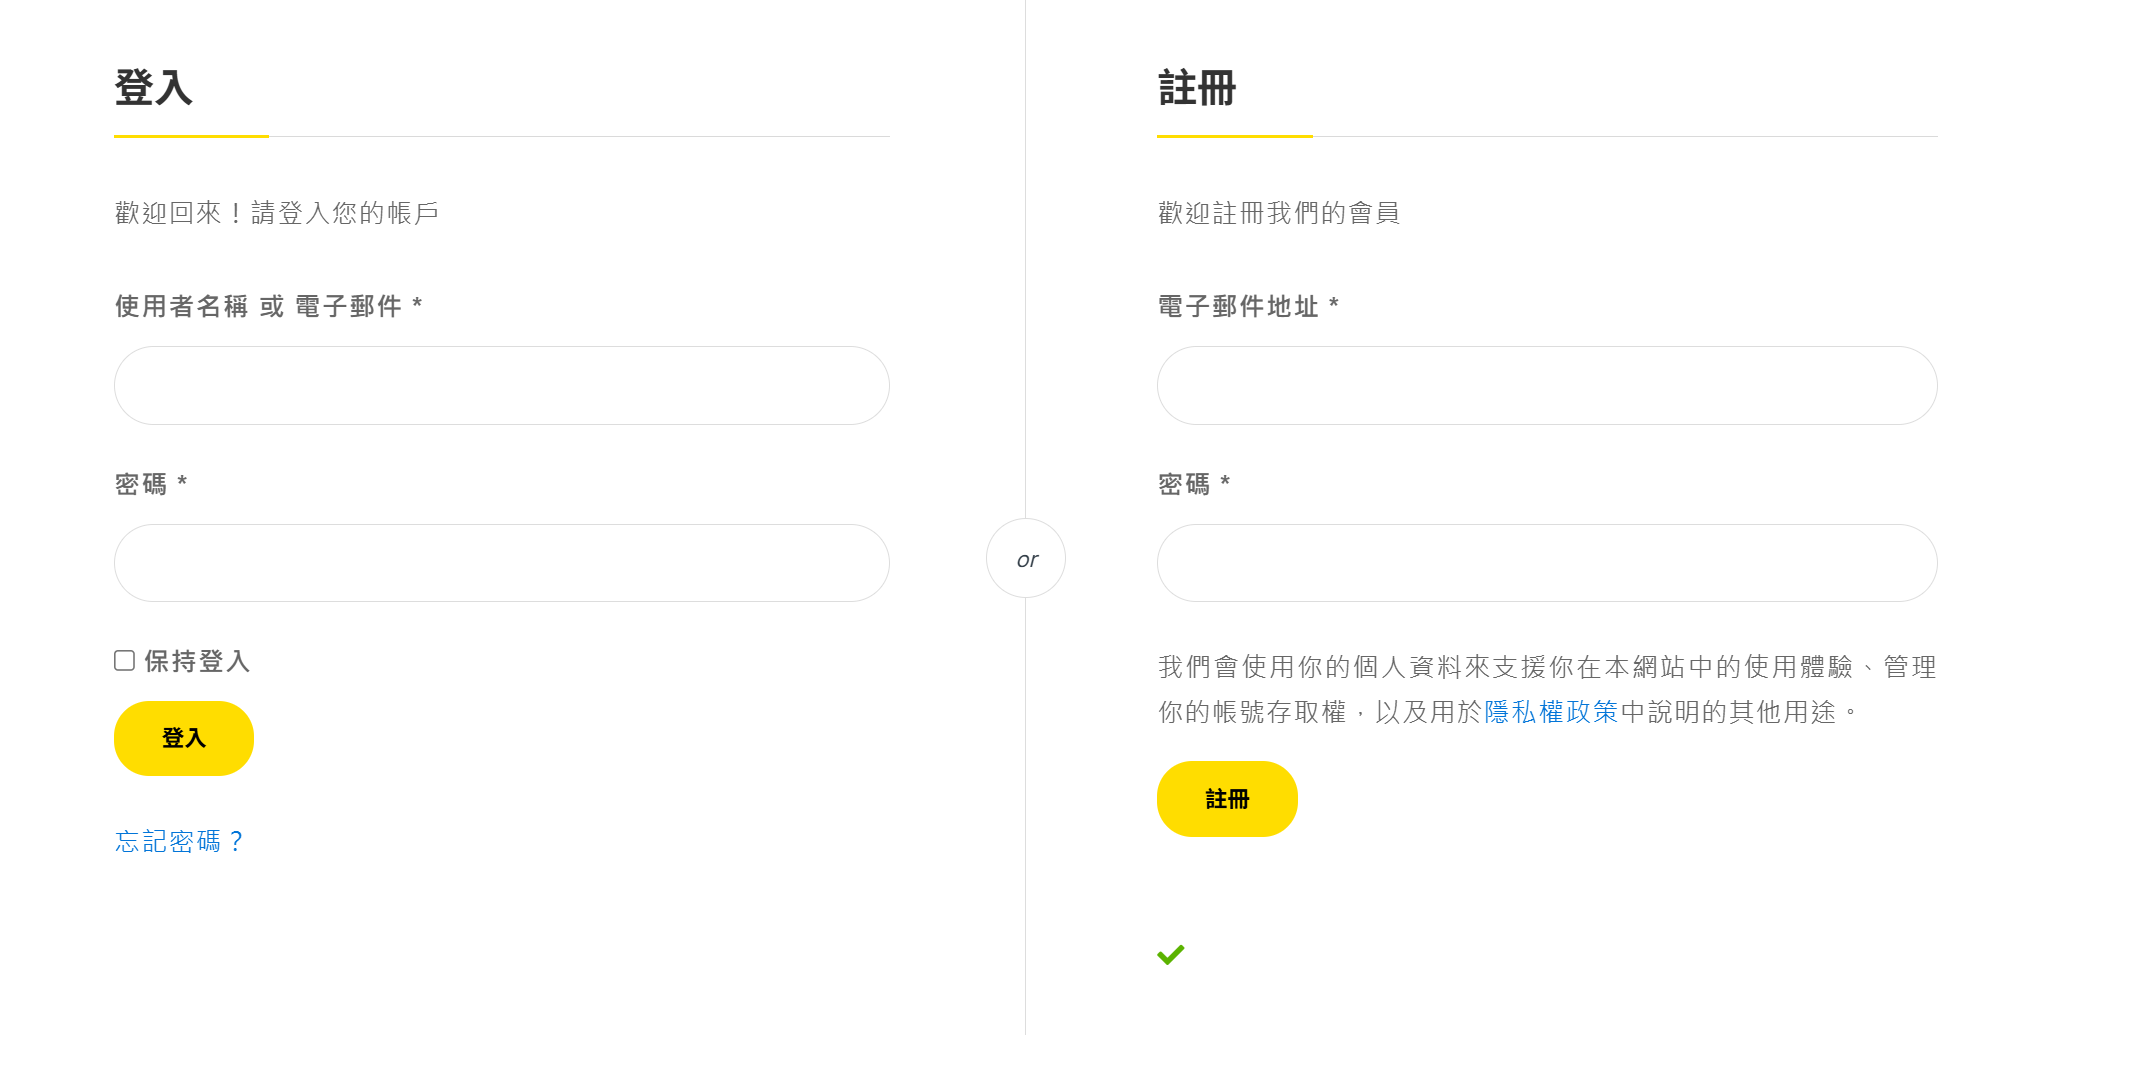 登入
歡迎回來！請登入您的帳戶
使用者名稱 或 電子郵件 *
密碼 *
保持登入
登入
忘記密碼？
or
註冊
歡迎註冊我們的會員
電子郵件地址 *
密碼 *
我們會使用你的個人資料來支援你在本網站中的使用體驗、管理
你的帳號存取權，以及用於隱私權政策中說明的其他用途。
註冊